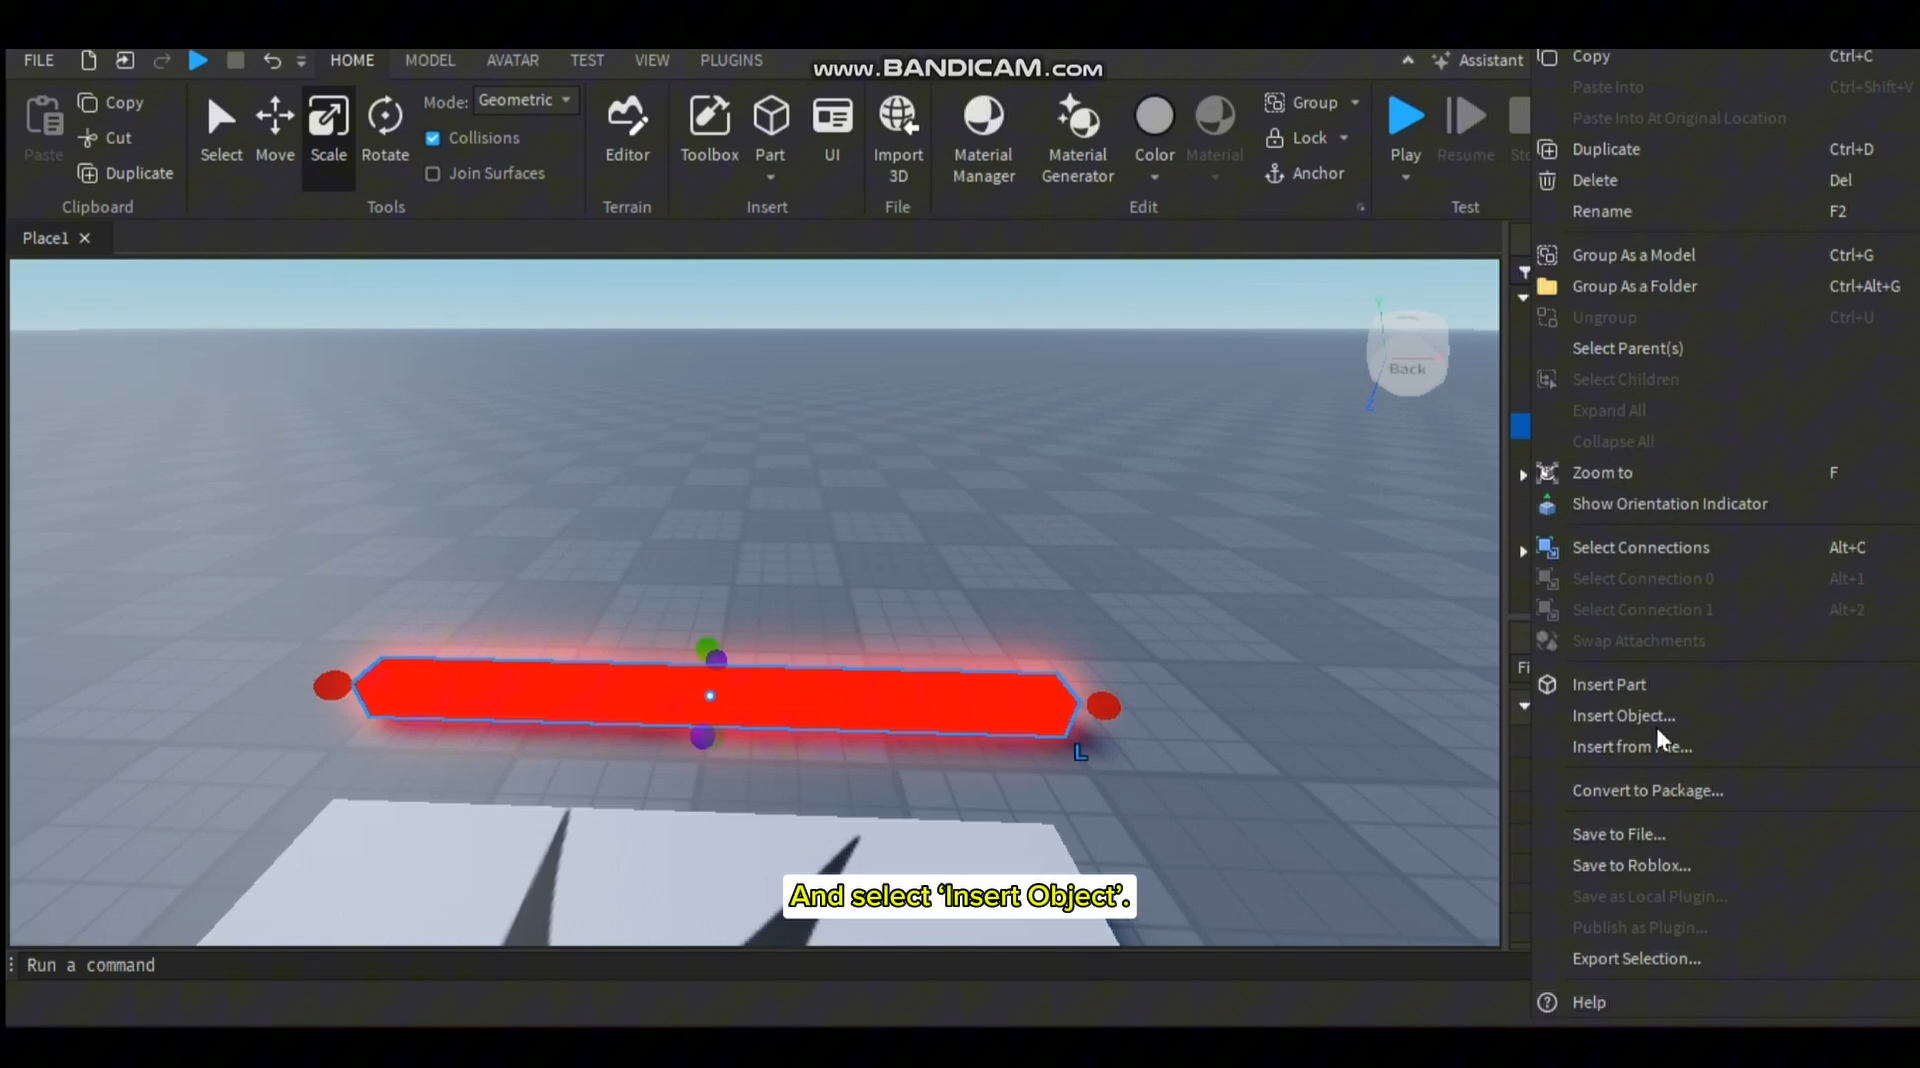 FILE
HOME
MODEL
AVATAR
TEST
VIEW
PLUGINS
www.BANDICAM.com
Assistant
Paste
Copy
Cut
Duplicate
Clipboard
Select
Move
Scale
Rotate
Mode: Geometric
Collisions
Join Surfaces
Tools
Editor
Terrain
Toolbox
Part
UI
Insert
Import
3D
File
Material
Manager
Material
Generator
Color
Material
Group
Lock
Anchor
Edit
Play
Resume
Test
Place1
Back
Y
Z
L
And select ‘Insert Object’.
Run a command
Copy Ctrl+C
Paste Into Ctrl+Shift+V
Paste Into At Original Location
Duplicate Ctrl+D
Delete Del
Rename F2
Group As a Model Ctrl+G
Group As a Folder Ctrl+Alt+G
Ungroup Ctrl+U
Select Parent(s)
Select Children
Expand All
Collapse All
Zoom to F
Show Orientation Indicator
Select Connections Alt+C
Select Connection 0 Alt+1
Select Connection 1 Alt+2
Swap Attachments
Insert Part
Insert Object...
Insert from
Convert to Package...
Save to File...
Save to Roblox...
Save as Local Plugin...
Publish as Plugin...
Export Selection...
Help